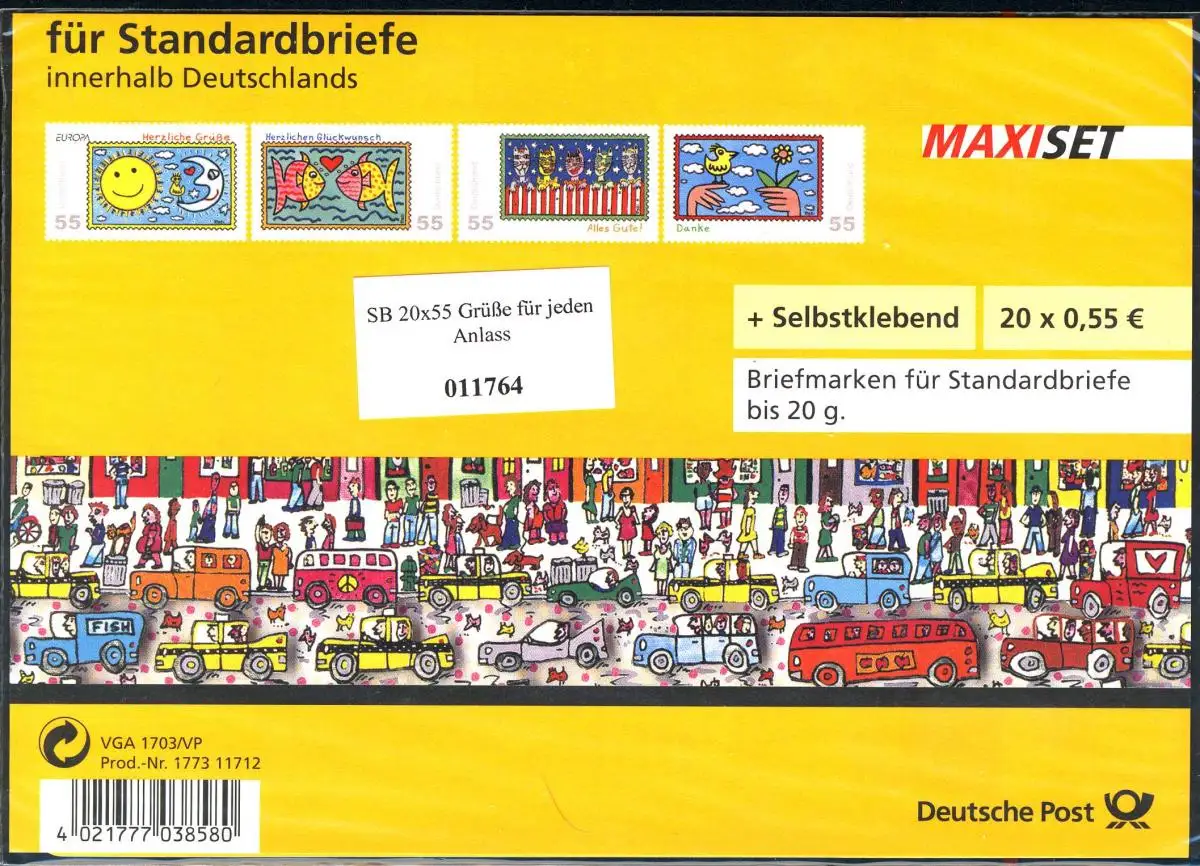 für Standardbriefe
innerhalb Deutschlands
EUROPA
Herzliche Grüße
55
Herzlichen Glückwunsch
55
55
Alles Gute!
Danke
55
MAXISET
SB 20x55 Grüße für jeden
Anlass
011764
+ Selbstklebend
20 x 0,55 €
Briefmarken für Standardbriefe
bis 20 g.
FISH
VGA 1703/VP
Prod.-Nr. 1773 11712
4 021777 038580
Deutsche Post